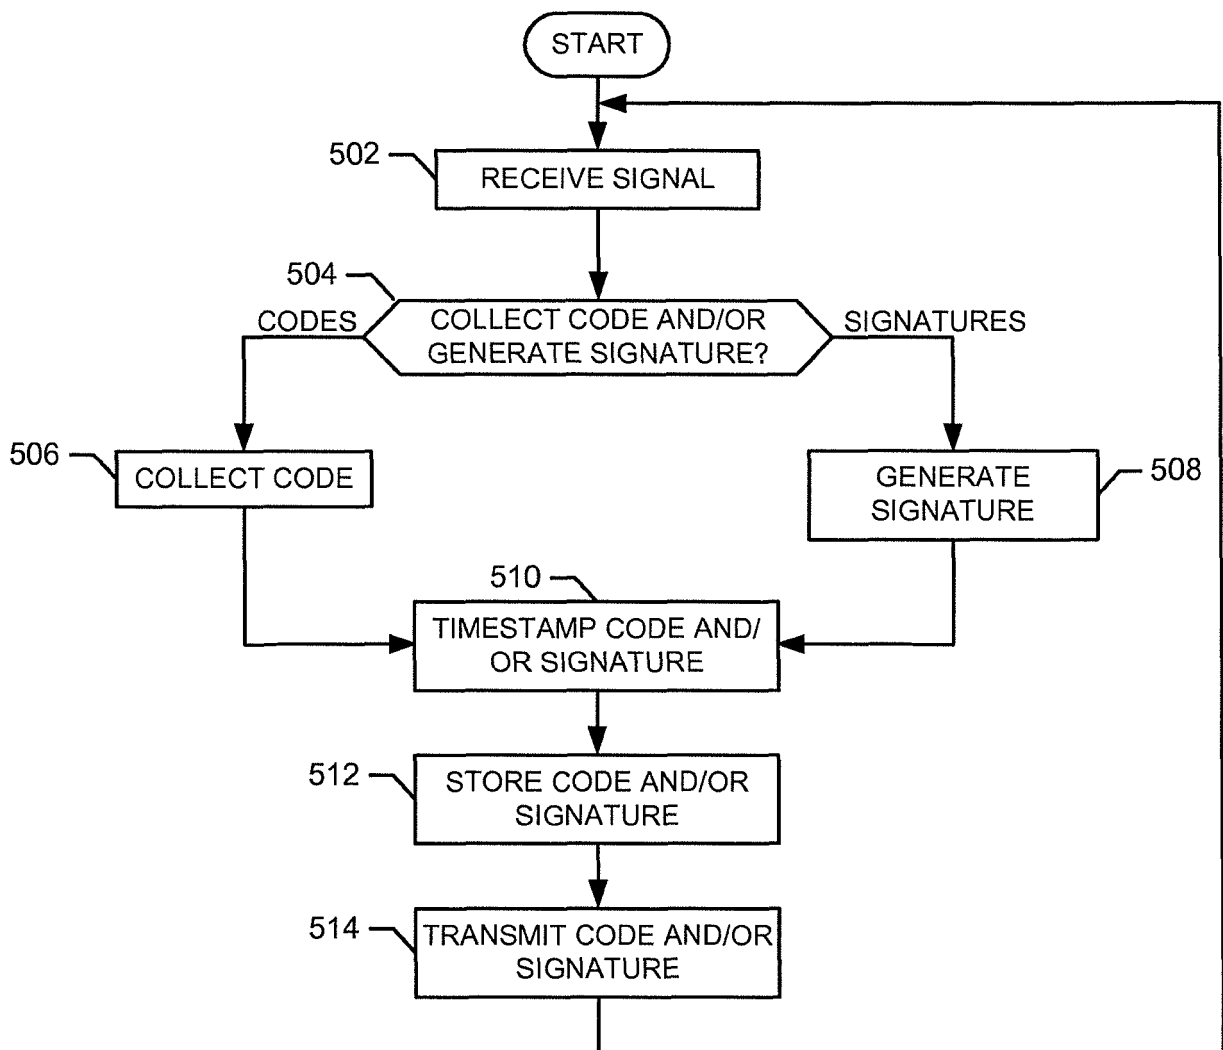 START
502
RECEIVE SIGNAL
504
CODES
COLLECT CODE AND/OR
GENERATE SIGNATURE?
SIGNATURES
506
COLLECT CODE
GENERATE
SIGNATURE
508
510
TIMESTAMP CODE AND/
OR SIGNATURE
512
STORE CODE AND/OR
SIGNATURE
514
TRANSMIT CODE AND/OR
SIGNATURE